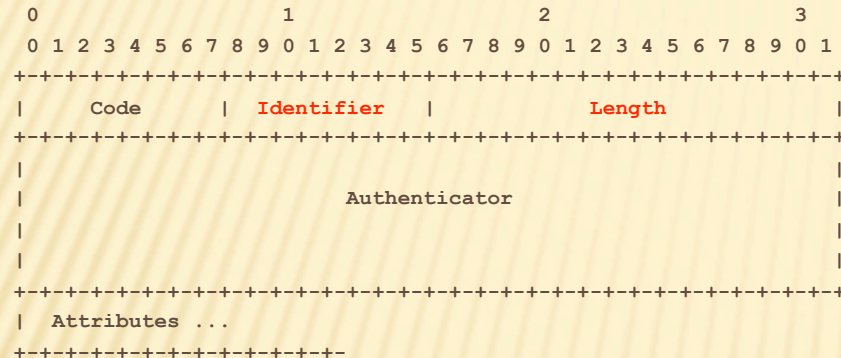 0                   1                   2                   3
 0 1 2 3 4 5 6 7 8 9 0 1 2 3 4 5 6 7 8 9 0 1 2 3 4 5 6 7 8 9 0 1
+-+-+-+-+-+-+-+-+-+-+-+-+-+-+-+-+-+-+-+-+-+-+-+-+-+-+-+-+-+-+-+-+
|     Code      |  Identifier   |            Length             |
+-+-+-+-+-+-+-+-+-+-+-+-+-+-+-+-+-+-+-+-+-+-+-+-+-+-+-+-+-+-+-+-+
|                                                               |
|                         Authenticator                         |
|                                                               |
|                                                               |
+-+-+-+-+-+-+-+-+-+-+-+-+-+-+-+-+-+-+-+-+-+-+-+-+-+-+-+-+-+-+-+-+
|  Attributes ...
+-+-+-+-+-+-+-+-+-+-+-+-+-